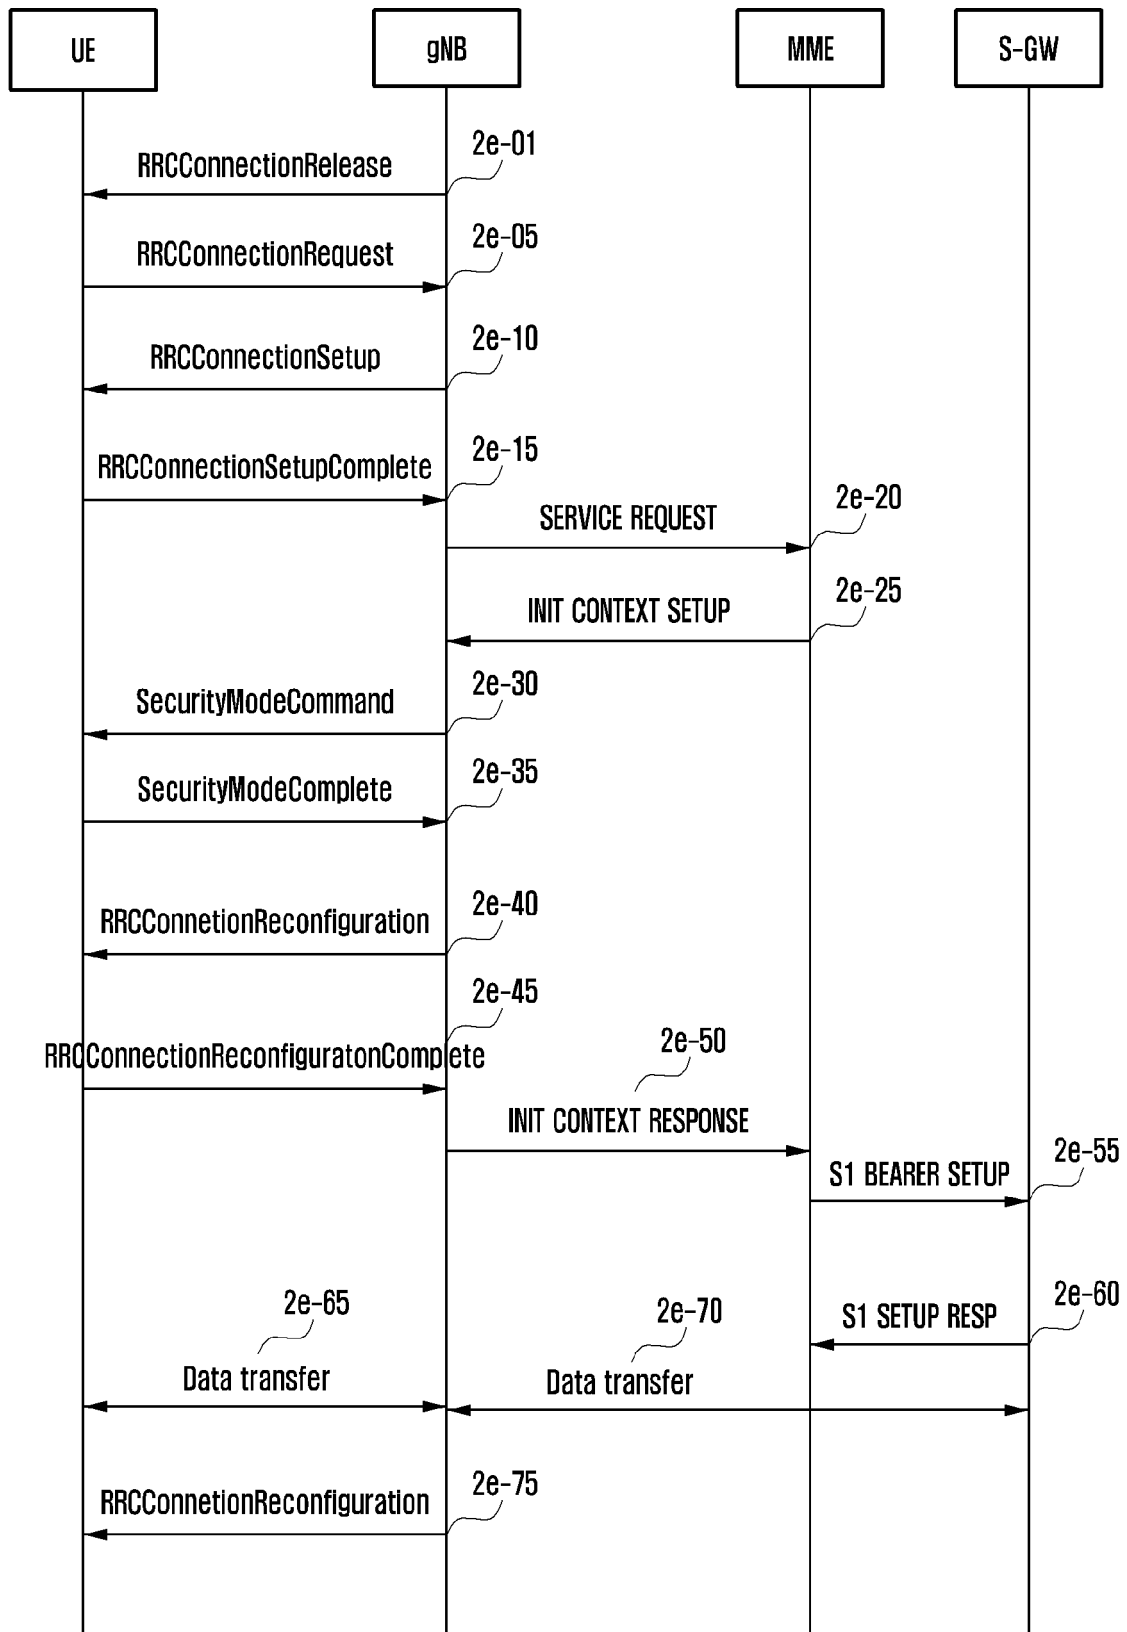 UE
gNB
MME
S-GW
2e-01
RRCConnectionRelease
2e-05
RRCConnectionRequest
2e-10
RRCConnectionSetup
2e-15
RRCConnectionSetupComplete
2e-20
SERVICE REQUEST
2e-25
INIT CONTEXT SETUP
2e-30
SecurityModeCommand
2e-35
SecurityModeComplete
2e-40
RRCConnetionReconfiguration
2e-45
RRCConnectionReconfiguratonComplete
2e-50
INIT CONTEXT RESPONSE
2e-55
S1 BEARER SETUP
2e-60
S1 SETUP RESP
2e-65
Data transfer
2e-70
Data transfer
2e-75
RRCConnetionReconfiguration